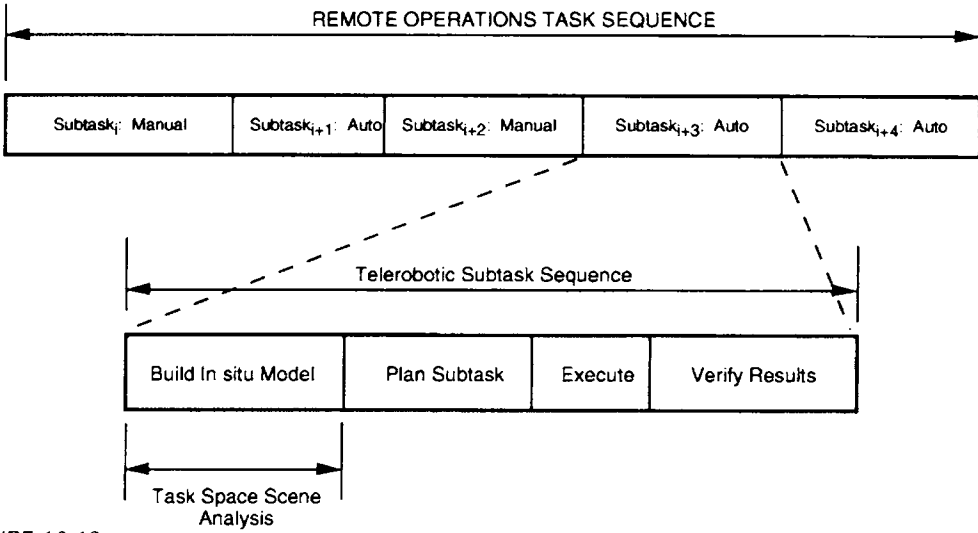 REMOTE OPERATIONS TASK SEQUENCE
Subtaskᵢ: Manual
Subtaskᵢ₊₁: Auto
Subtaskᵢ₊₂: Manual
Subtaskᵢ₊₃: Auto
Subtaskᵢ₊₄: Auto
Telerobotic Subtask Sequence
Build In situ Model
Plan Subtask
Execute
Verify Results
Task Space Scene
Analysis